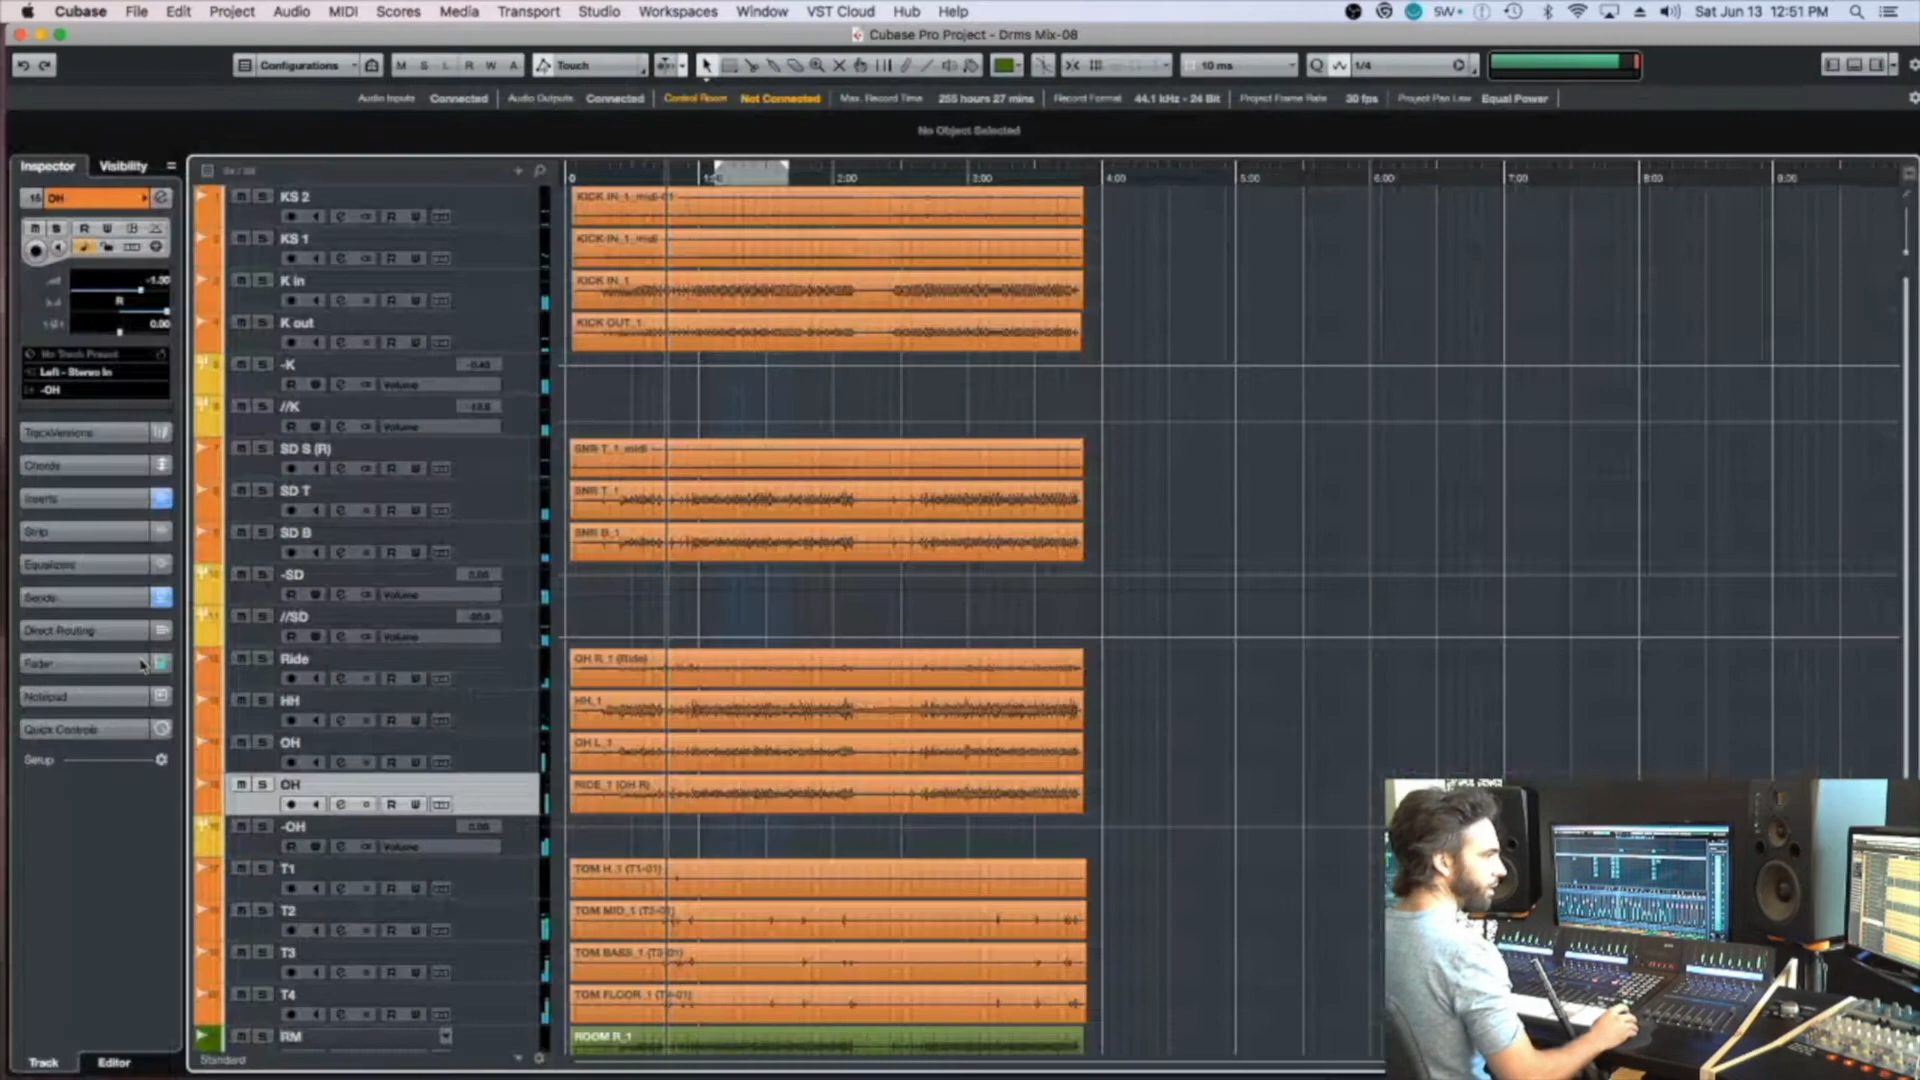 Cubase File Edit Project Audio MIDI Scores Media Transport Studio Workspaces Window VST Cloud Hub Help
Sat Jun 13 12:51 PM
Cubase Pro Project - Drms Mix-08
Configurations M S L R W A Touch 10 ms Q 1/4
Audio Inputs Connected Audio Outputs Connected Control Room Not Connected Max. Record Time 255 hours 27 mins Record Format 44.1 kHz - 24 Bit Project Frame Rate 30 fps Project Pan Law Equal Power
No Object Selected
Inspector Visibility
15 OH
-1.30
R
0.00
No Track Preset
Left - Stereo In
-OH
TrackVersions
Chords
Inserts
Strip
Equalizers
Sends
Direct Routing
Fader
Notepad
Quick Controls
Setup
Track Editor
0 2:00 3:00 4:00 5:00 6:00 7:00 8:00 9:00
KS 2
KICK IN_1_midi-01
KS 1
KICK IN_1_midi
K in
KICK IN_1
K out
KICK OUT_1
-K
Volume
//K
Volume
SD S (R)
SNR T_1_midi
SD T
SNR T_1
SD B
SNR B_1
-SD 0.00
Volume
//SD
Volume
Ride
OH R_1 (Ride)
HH
HH_1
OH
OH L_1
OH
RIDE_1 (OH R)
-OH 0.00
Volume
T1
TOM H_1 (T1-01)
T2
TOM MID_1
T3
TOM BASS_1
T4
TOM FLOOR_1
RM
ROOM R_1
Standard